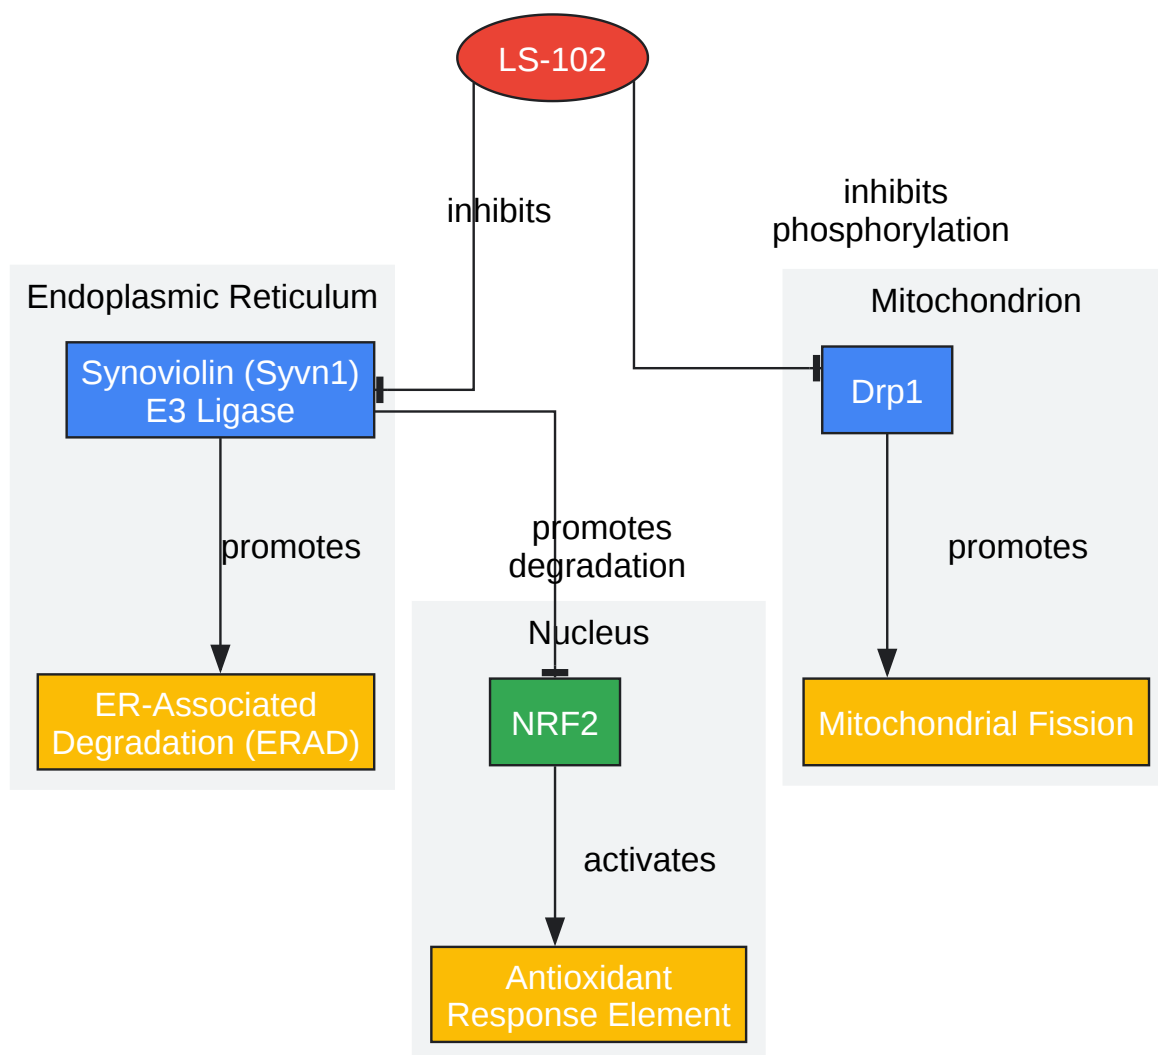 LS-102
inhibits
inhibits
phosphorylation
Endoplasmic Reticulum
Mitochondrion
Synoviolin (Syvn1)
E3 Ligase
Drp1
promotes
promotes
degradation
promotes
Nucleus
ER-Associated
Degradation (ERAD)
NRF2
Mitochondrial Fission
activates
Antioxidant
Response Element